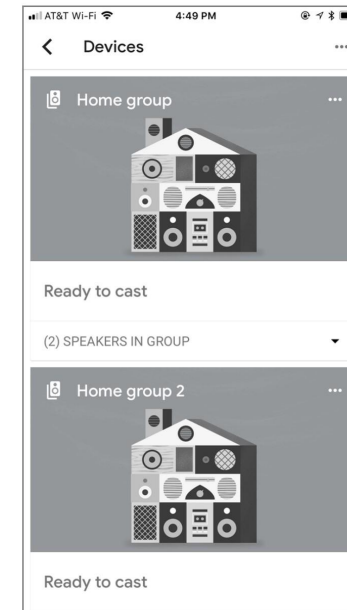 AT&T Wi-Fi 4:49 PM
Devices
Home group
Ready to cast
(2) SPEAKERS IN GROUP
Home group 2
Ready to cast